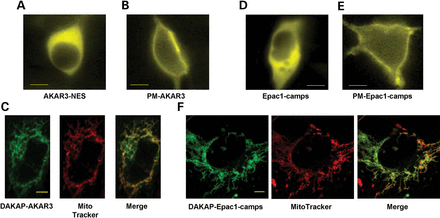 A
B
D
E
AKAR3-NES
PM-AKAR3
Epac1-camps
PM-Epac1-camps
C
F
DAKAP-AKAR3
Mito
Tracker
Merge
DAKAP-Epac1-camps
MitoTracker
Merge